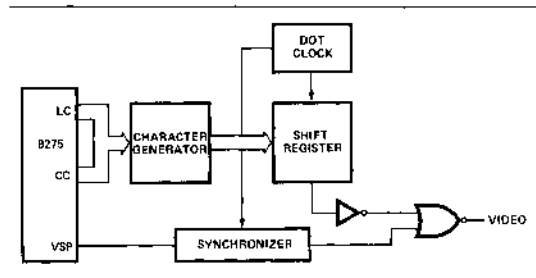 DOT
CLOCK
LC
8275
CC
VSP
CHARACTER
GENERATOR
SHIFT
REGISTER
SYNCHRONIZER
VIDEO